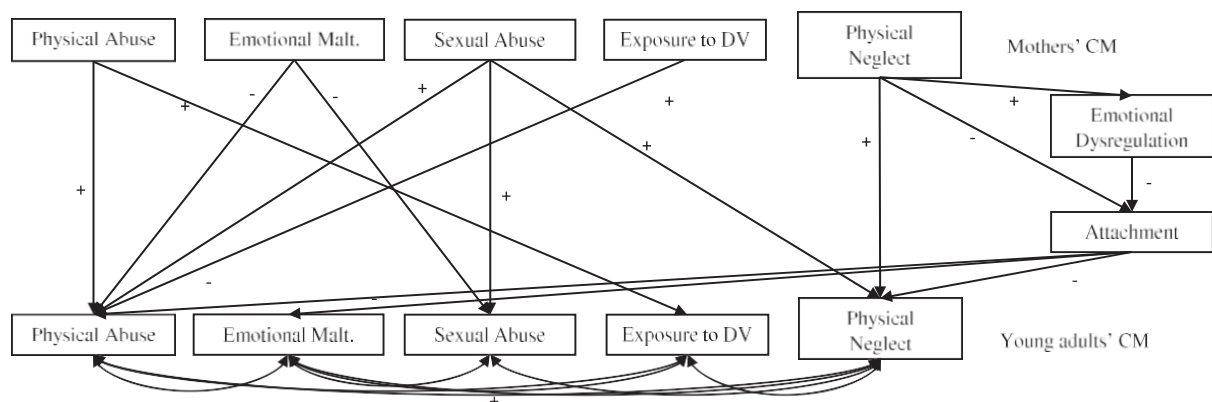 Physical Abuse
Emotional Malt.
Sexual Abuse
Exposure to DV
Physical
Neglect
Mothers' CM
+
-
-
+
+
+
-
+
Emotional
Dysregulation
+
+
+
+
-
Attachment
-
-
-
Physical Abuse
Emotional Malt.
Sexual Abuse
Exposure to DV
Physical
Neglect
Young adults' CM
+